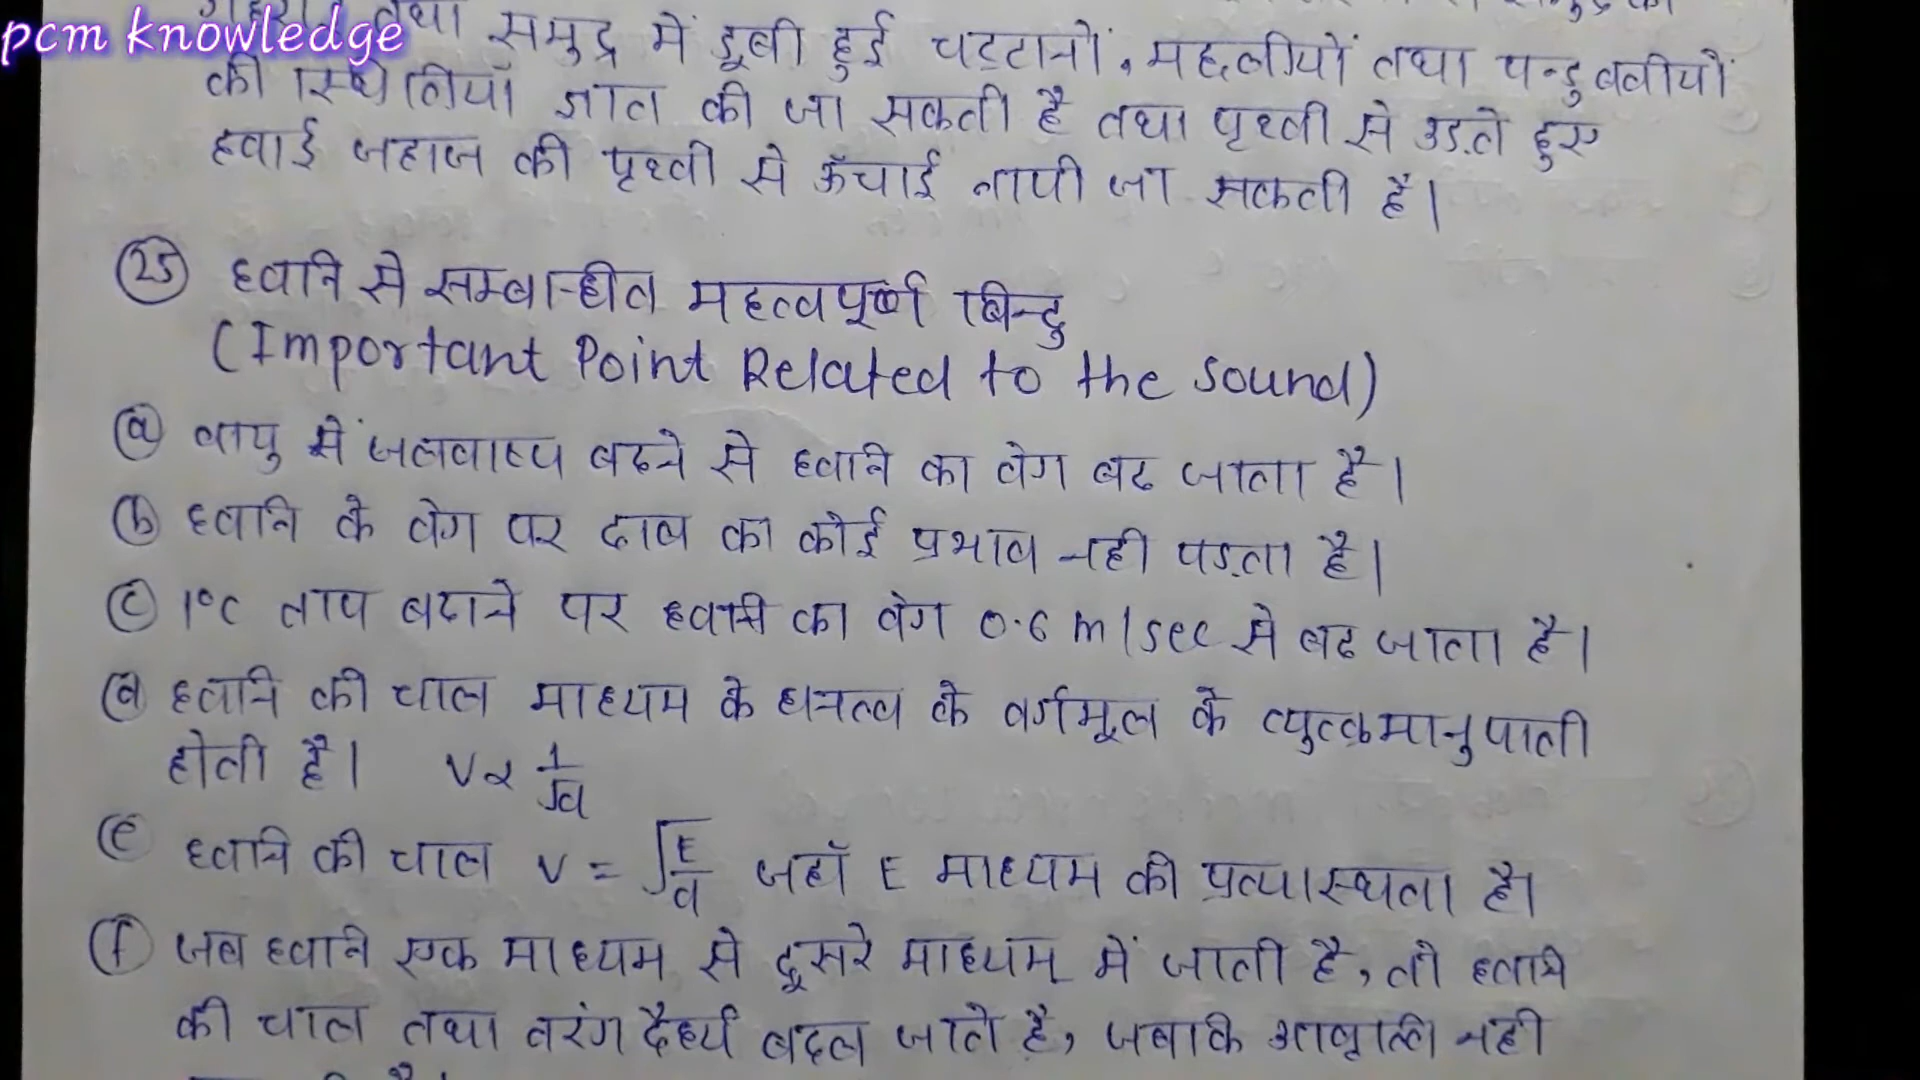 pcm knowledge
तथा समुद्र में डूबी हुई चट्टानों, मछलीयों तथा पनडुबबीयों
की स्थितियाँ ज्ञात की जा सकती है तथा पृथ्वी से उड़ते हुए
हवाई जहाज की पृथ्वी से ऊँचाई नापी जा सकती है।
(25) ध्वनि से सम्बन्धीत महत्वपूर्ण बिन्दु
(Important Point Related to the sound)
(a) वायु में जलवाष्प बढने से ध्वनि का वेग बढ जाता है।
(b) ध्वनि के वेग पर दाब का कोई प्रभाव नही पड़ता है।
(c) 1°c ताप बढाने पर ध्वनी का वेग 0.6 m/sec से बढ जाता है।
(d) ध्वनि की चाल माध्यम के घनत्व के वर्गमूल के व्युत्क्रमानुपाती
होती है। V ∝ 1/√d
(e) ध्वनि की चाल V = √E/d जहाँ E माध्यम की प्रत्यास्थता है।
(f) जब ध्वनि एक माध्यम से दूसरे माध्यम में जाती है, तो ध्वनि
की चाल तथा तरंगदैर्ध्य बदल जाते है, जबकि आवृत्ति नही